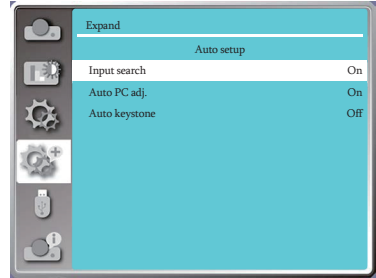 Expand
Auto setup
Input search On
Auto PC adj. On
Auto keystone Off